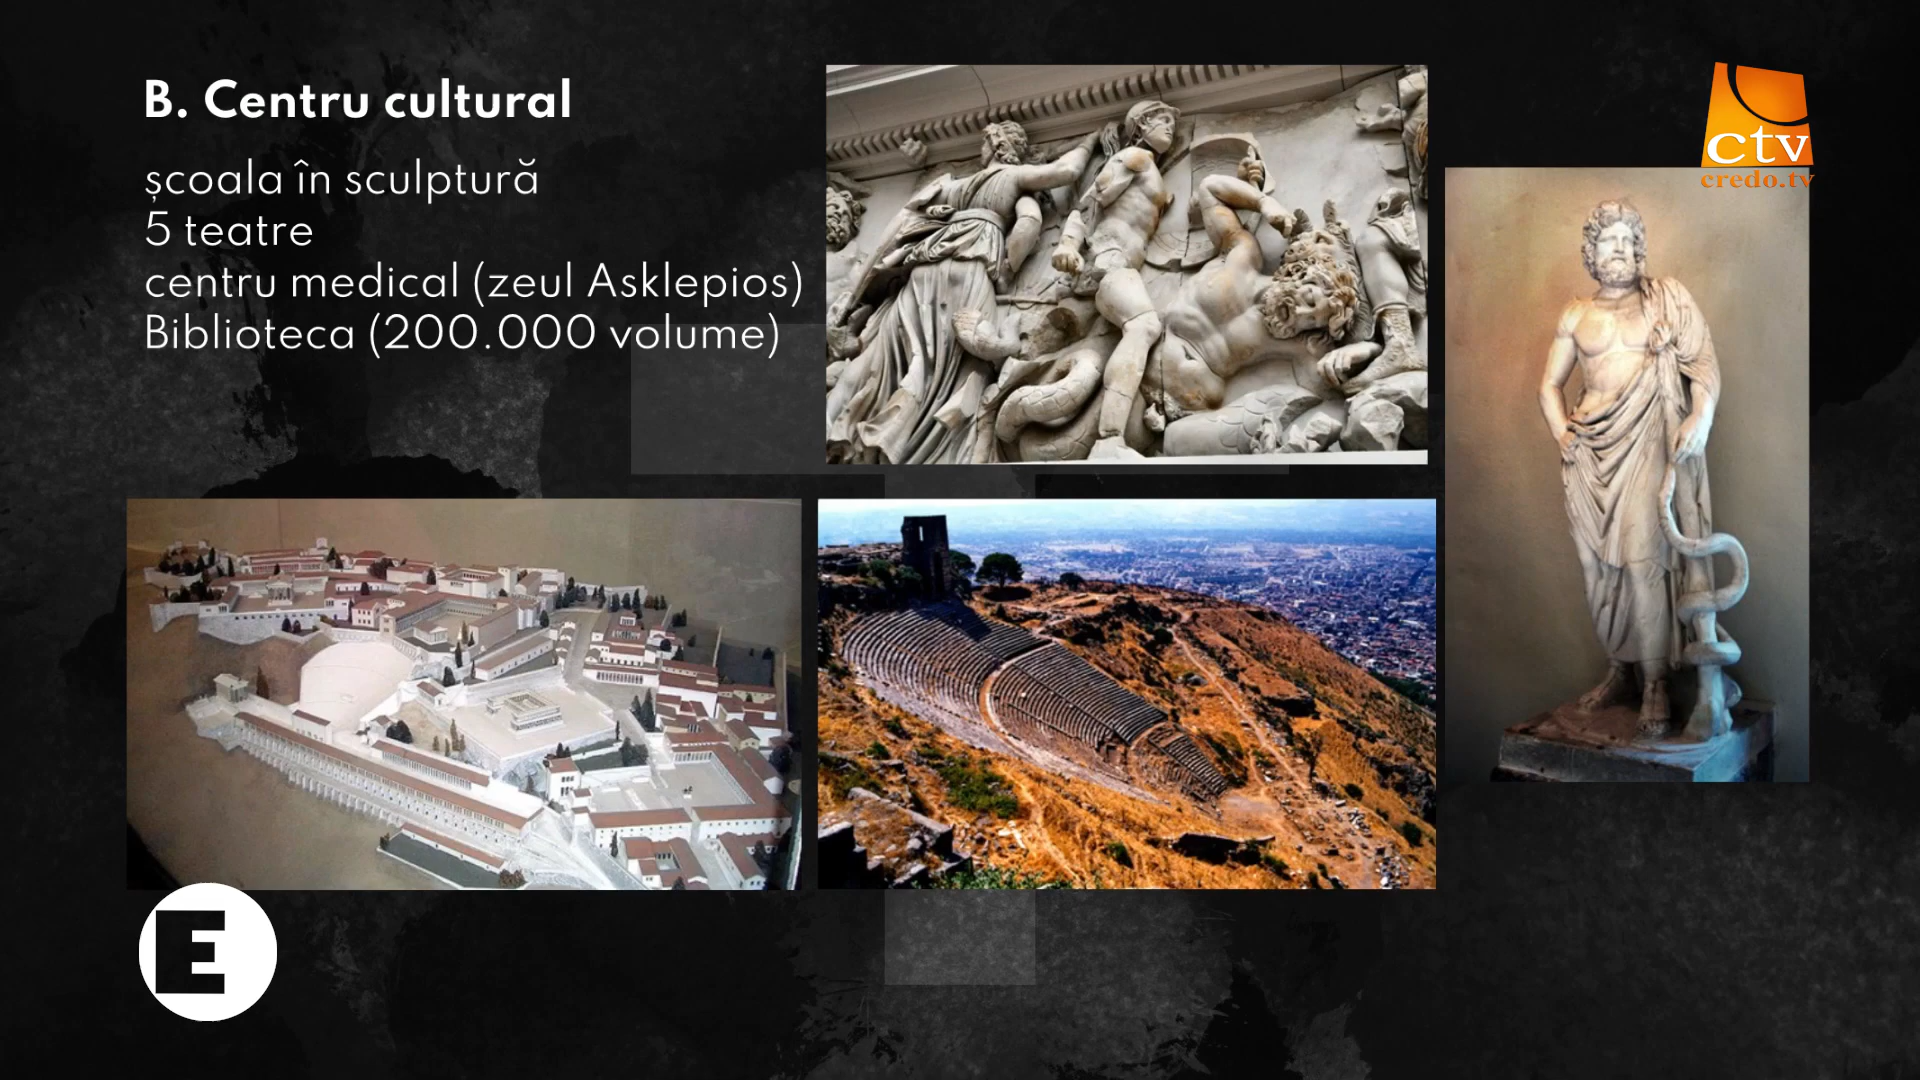 B. Centru cultural
școala în sculptură
5 teatre
centru medical (zeul Asklepios)
Biblioteca (200.000 volume)
ctv
credo.tv
E